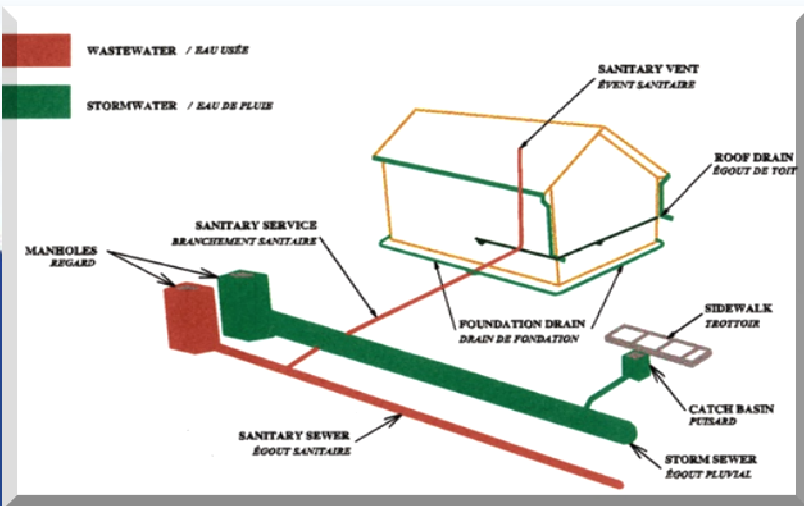 WASTEWATER / EAU USÉE
STORMWATER / EAU DE PLUIE
SANITARY VENT
ÉVENT SANITAIRE
ROOF DRAIN
ÉGOUT DE TOIT
SANITARY SERVICE
BRANCHEMENT SANITAIRE
MANHOLES
REGARD
FOUNDATION DRAIN
DRAIN DE FONDATION
SIDEWALK
TROTTOIR
CATCH BASIN
PUISARD
SANITARY SEWER
ÉGOUT SANITAIRE
STORM SEWER
ÉGOUT PLUVIAL